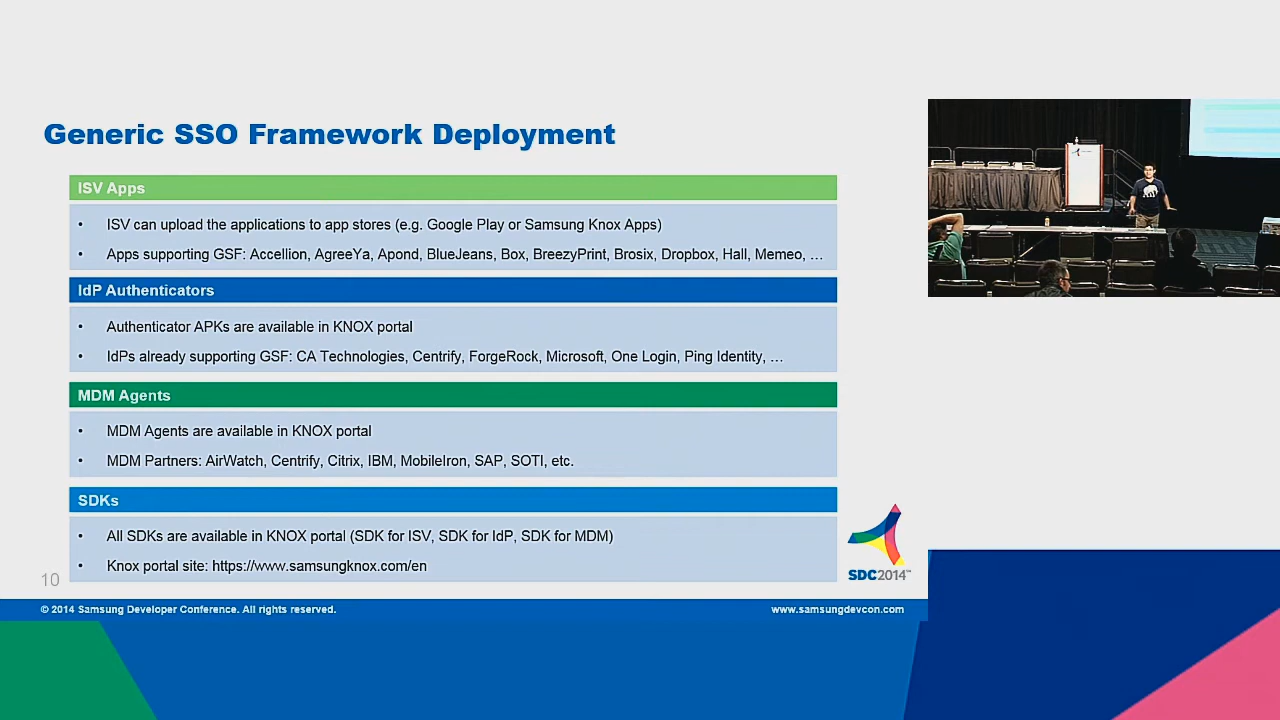 Generic SSO Framework Deployment
ISV Apps
• ISV can upload the applications to app stores (e.g. Google Play or Samsung Knox Apps)
• Apps supporting GSF: Accellion, AgreeYa, Apond, BlueJeans, Box, BreezyPrint, Brosix, Dropbox, Hall, Memeo, …
IdP Authenticators
• Authenticator APKs are available in KNOX portal
• IdPs already supporting GSF: CA Technologies, Centrify, ForgeRock, Microsoft, One Login, Ping Identity, …
MDM Agents
• MDM Agents are available in KNOX portal
• MDM Partners: AirWatch, Centrify, Citrix, IBM, MobileIron, SAP, SOTI, etc.
SDKs
• All SDKs are available in KNOX portal (SDK for ISV, SDK for IdP, SDK for MDM)
• Knox portal site: https://www.samsungknox.com/en
10
SDC2014™
© 2014 Samsung Developer Conference. All rights reserved.
www.samsungdevcon.com